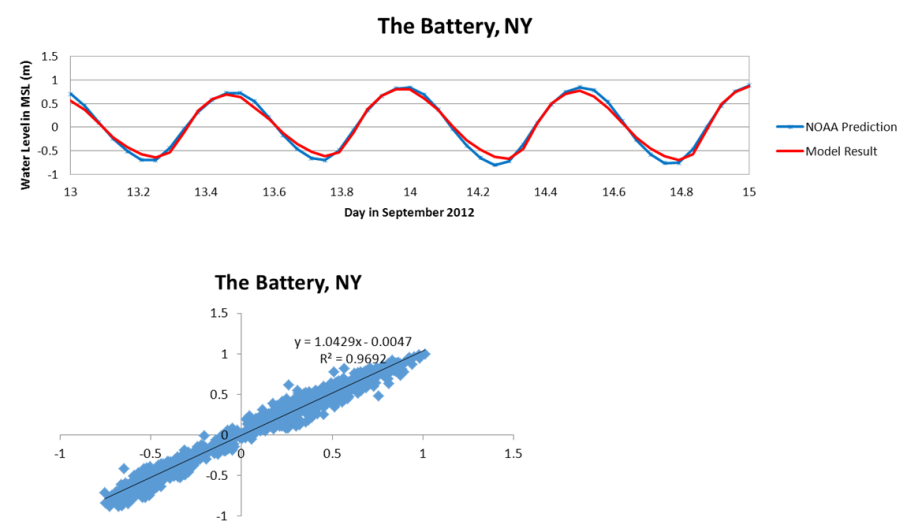 The Battery, NY
Water Level in MSL (m)
1.5
1
0.5
0
-0.5
-1
13 13.2 13.4 13.6 13.8 14 14.2 14.4 14.6 14.8 15
Day in September 2012
NOAA Prediction
Model Result
The Battery, NY
1.5
y = 1.0429x - 0.0047
R² = 0.9692
1
0.5
0
-1 -0.5 0 0.5 1 1.5
-0.5
-1